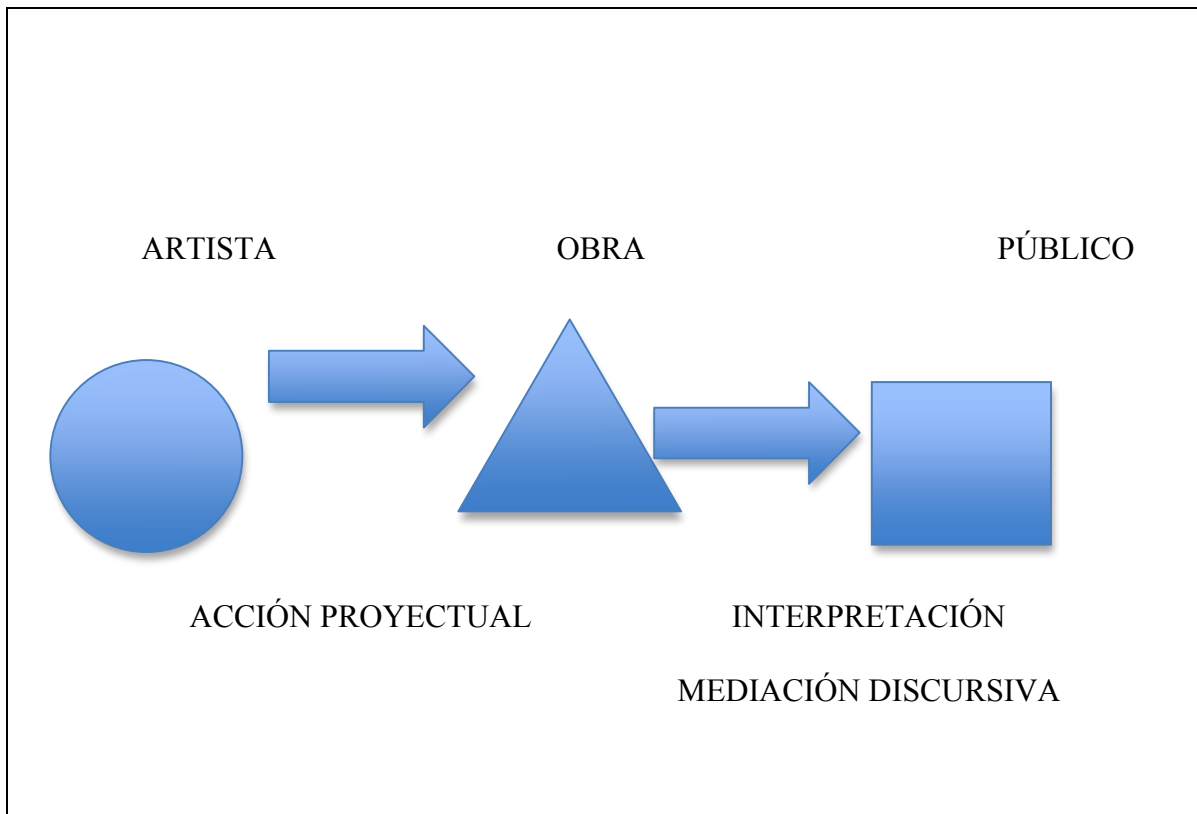 ARTISTA OBRA PÚBLICO
ACCIÓN PROYECTUAL INTERPRETACIÓN
MEDIACIÓN DISCURSIVA